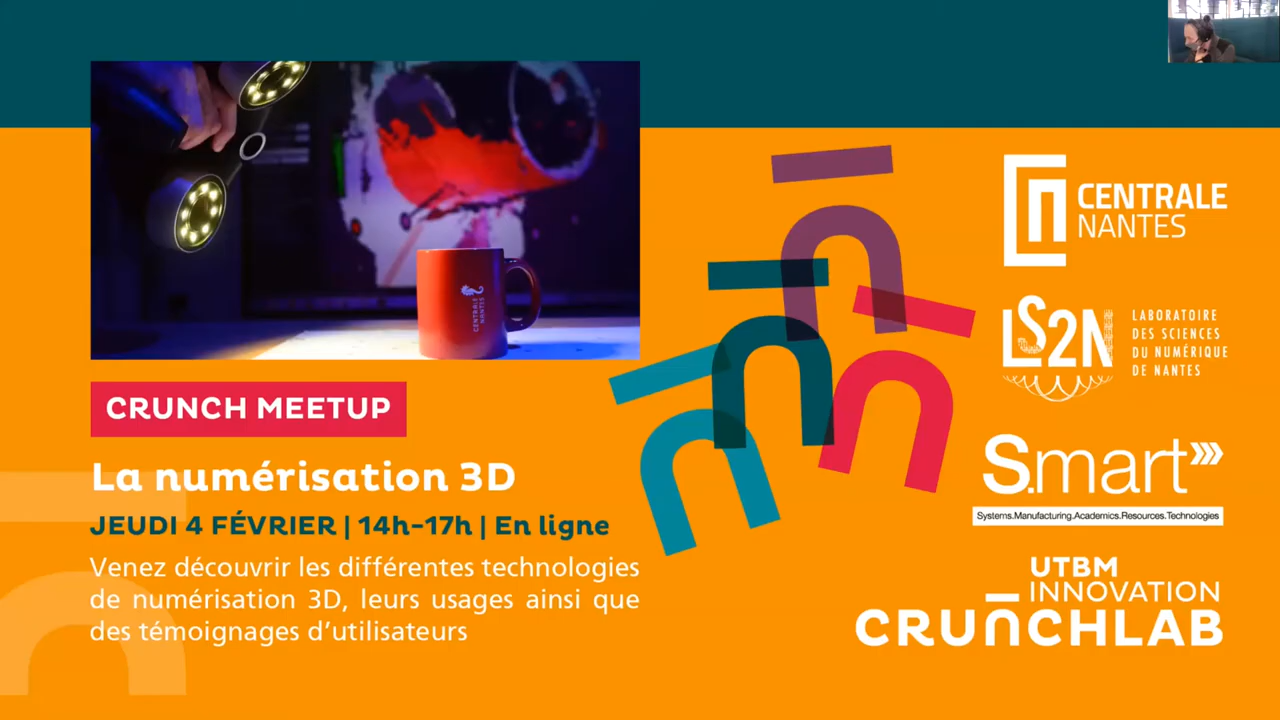 CENTRALE
NANTES
CRUNCH MEETUP
La numérisation 3D
JEUDI 4 FÉVRIER | 14h-17h | En ligne
Venez découvrir les différentes technologies
de numérisation 3D, leurs usages ainsi que
des témoignages d'utilisateurs
CENTRALE
NANTES
LS2N
LABORATOIRE
DES SCIENCES
DU NUMÉRIQUE
DE NANTES
S.mart
Systems.Manufacturing.Academics.Resources.Technologies
UTBM
INNOVATION
CRUNCHLAB